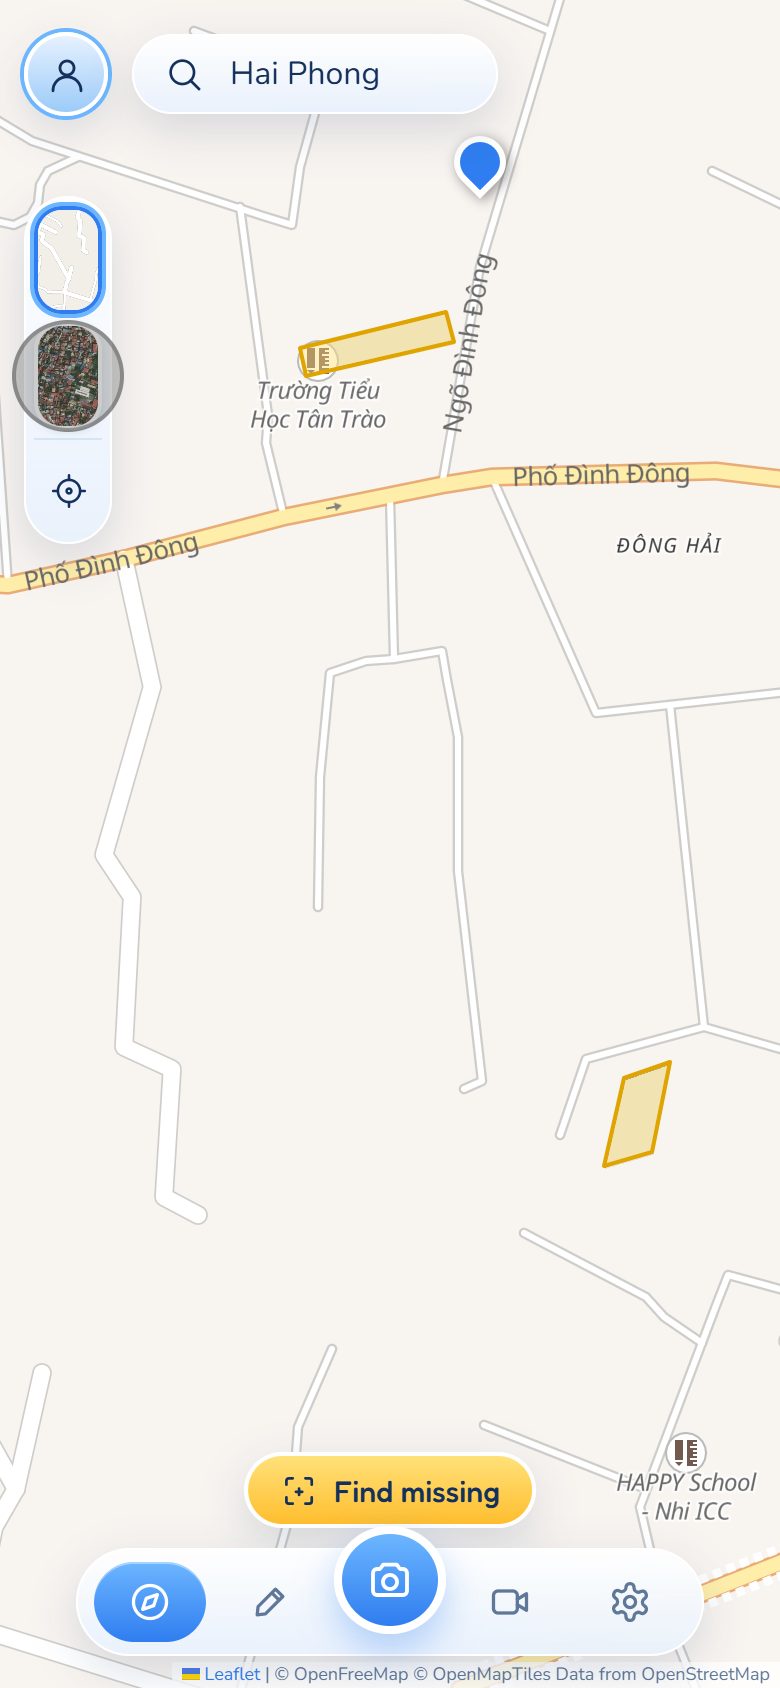 Hai Phong
Ngõ Đình Đông
Trường Tiểu
Học Tân Trào
Phố Đình Đông
ĐÔNG HẢI
Phố Đình Đông
HAPPY School
- Nhi ICC
Find missing
Leaflet | © OpenFreeMap © OpenMapTiles Data from OpenStreetMap